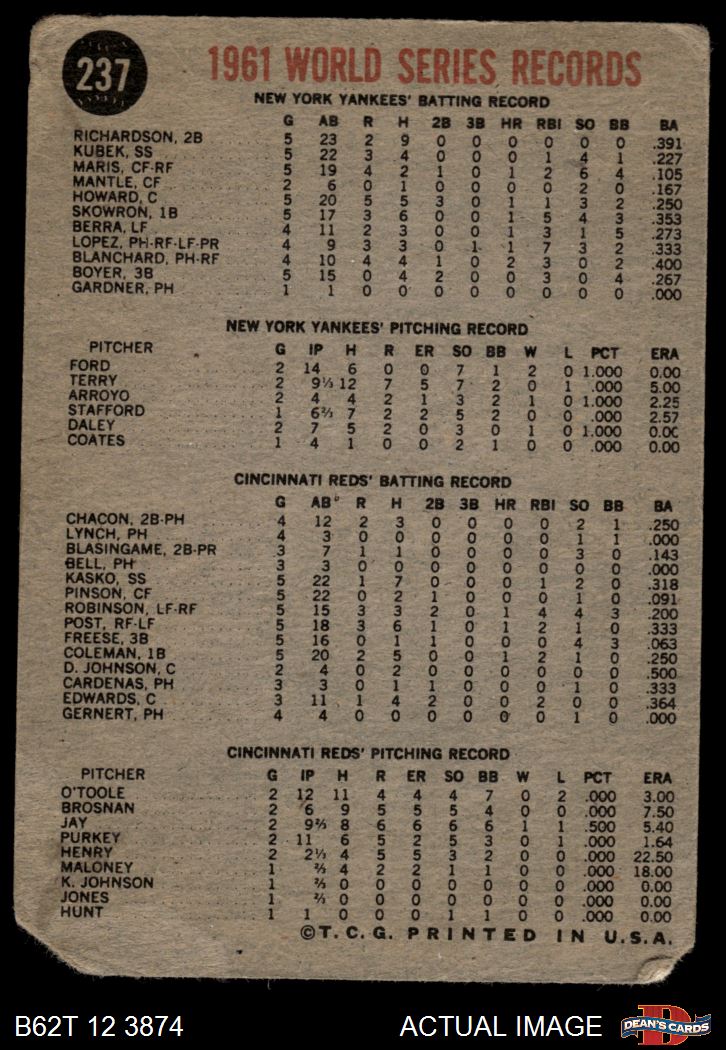 237
1961 WORLD SERIES RECORDS
NEW YORK YANKEES' BATTING RECORD
G AB R H 2B 3B HR RBI SO BB BA
RICHARDSON, 2B 5 23 2 9 0 0 0 0 0 0 .391
KUBEK, SS 5 22 3 4 0 0 0 1 4 1 .227
MARIS, CF-RF 5 19 4 2 1 0 1 2 6 4 .105
MANTLE, CF 2 6 0 1 0 0 0 0 2 0 .167
HOWARD, C 5 20 5 5 3 0 1 1 3 2 .250
SKOWRON, 1B 5 17 3 6 0 0 1 5 4 3 .353
BERRA, LF 4 11 2 3 0 0 1 3 1 5 .273
LOPEZ, PH-RF-LF-PR 4 9 3 3 0 1 1 7 3 2 .333
BLANCHARD, PH-RF 4 10 4 4 1 0 2 3 0 2 .400
BOYER, 3B 5 15 0 4 2 0 0 3 0 4 .267
GARDNER, PH 1 1 0 0 0 0 0 0 0 0 .000
NEW YORK YANKEES' PITCHING RECORD
PITCHER G IP H R ER SO BB W L PCT ERA
FORD 2 14 6 0 0 7 1 2 0 1.000 0.00
TERRY 2 9⅓ 12 7 5 7 2 0 1 .000 5.00
ARROYO 2 4 4 2 1 3 2 1 0 1.000 2.25
STAFFORD 1 6⅔ 7 2 2 5 2 0 0 .000 2.57
DALEY 2 7 5 2 0 3 0 1 0 1.000 0.00
COATES 1 4 1 0 0 2 1 0 0 .000 0.00
CINCINNATI REDS' BATTING RECORD
G AB R H 2B 3B HR RBI SO BB BA
CHACON, 2B-PH 4 12 2 3 0 0 0 0 2 1 .250
LYNCH, PH 4 3 0 0 0 0 0 0 1 1 .000
BLASINGAME, 2B-PR 3 7 1 1 0 0 0 0 3 0 .143
BELL, PH 3 3 0 0 0 0 0 0 0 0 .000
KASKO, SS 5 22 1 7 0 0 0 1 2 0 .318
PINSON, CF 5 22 0 2 1 0 0 0 1 0 .091
ROBINSON, LF-RF 5 15 3 3 2 0 1 4 4 3 .200
POST, RF-LF 5 18 3 6 1 0 1 2 1 0 .333
FREESE, 3B 5 16 0 1 1 0 0 0 4 3 .063
COLEMAN, 1B 5 20 2 5 0 0 1 2 1 0 .250
D. JOHNSON, C 2 4 0 2 0 0 0 0 0 0 .500
CARDENAS, PH 3 3 0 1 1 0 0 0 1 0 .333
EDWARDS, C 3 11 1 4 2 0 0 2 0 0 .364
GERNERT, PH 4 4 0 0 0 0 0 0 1 0 .000
CINCINNATI REDS' PITCHING RECORD
PITCHER G IP H R ER SO BB W L PCT ERA
O'TOOLE 2 12 11 4 4 4 7 0 2 .000 3.00
BROSNAN 2 6 9 5 5 5 4 0 0 .000 7.50
JAY 2 9⅔ 8 6 6 6 6 1 1 .500 5.40
PURKEY 2 11 6 5 2 5 3 0 1 .000 1.64
HENRY 2 2⅓ 4 5 5 3 2 0 0 .000 22.50
MALONEY 1 ⅔ 4 2 2 1 1 0 0 .000 18.00
K. JOHNSON 1 ⅔ 0 0 0 0 0 0 0 .000 0.00
JONES 1 ⅔ 0 0 0 0 0 0 0 .000 0.00
HUNT 1 1 0 0 0 1 1 0 0 .000 0.00
©T. C. G. PRINTED IN U.S.A.
B62T 12 3874 ACTUAL IMAGE D DEAN'S CARDS